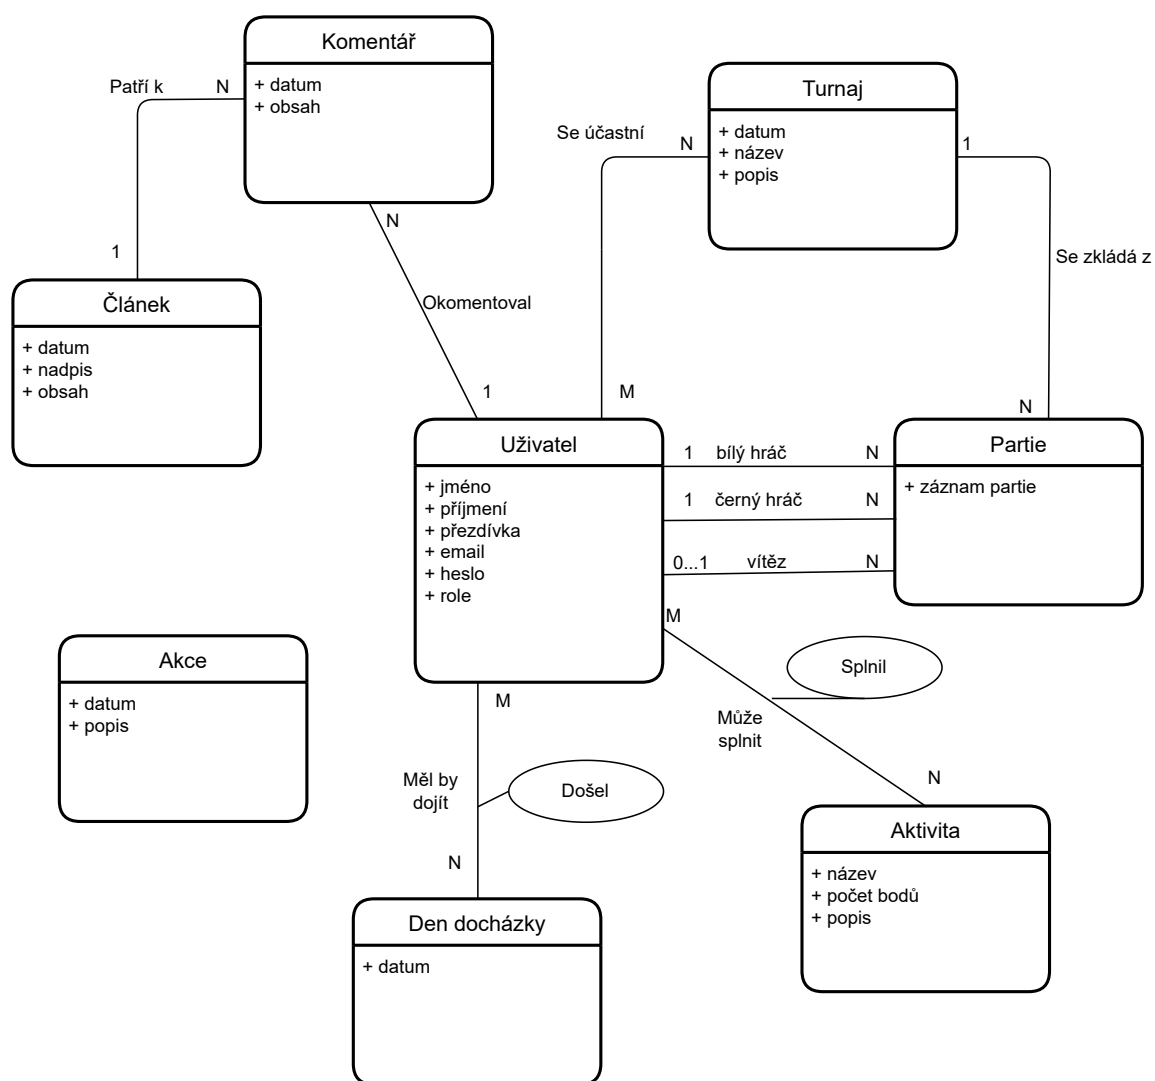 Komentář
+ datum
+ obsah
Patří k
N
1
Článek
+ datum
+ nadpis
+ obsah
N
Okomentoval
1
Turnaj
+ datum
+ název
+ popis
Se účastní
N
M
1
Se zkládá z
N
Uživatel
+ jméno
+ příjmení
+ přezdívka
+ email
+ heslo
+ role
1 bílý hráč N
1 černý hráč N
0...1 vítěz N
Partie
+ záznam partie
Akce
+ datum
+ popis
M
Splnil
Může
splnit
N
M
Měl by
dojít
Došel
N
Aktivita
+ název
+ počet bodů
+ popis
Den docházky
+ datum